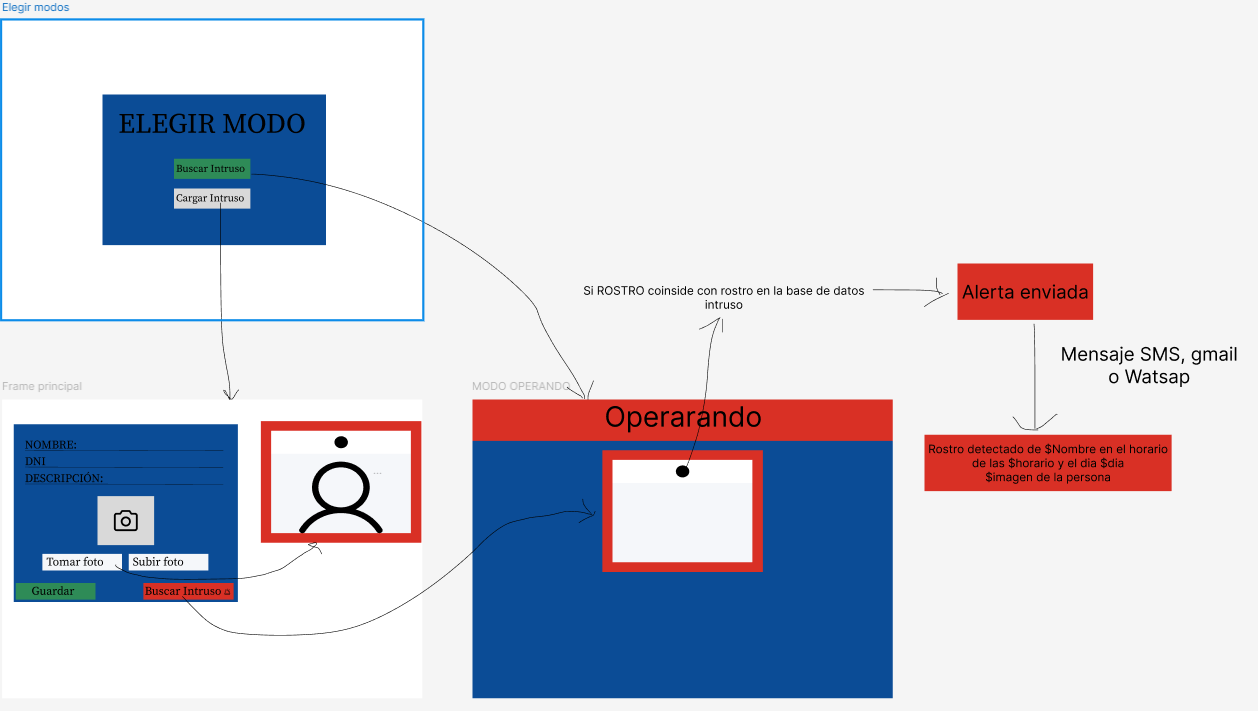 Elegir modos
ELEGIR MODO
Buscar Intruso
Cargar Intruso
Si ROSTRO coinside con rostro en la base de datos
intruso
Alerta enviada
Mensaje SMS, gmail
o Watsap
Frame principal
NOMBRE:
DNI
DESCRIPCIÓN:
...
Tomar foto
Subir foto
Guardar
Buscar Intruso a
MODO OPERANDO
Operarando
Rostro detectado de $Nombre en el horario
de las $horario y el dia $dia
$imagen de la persona